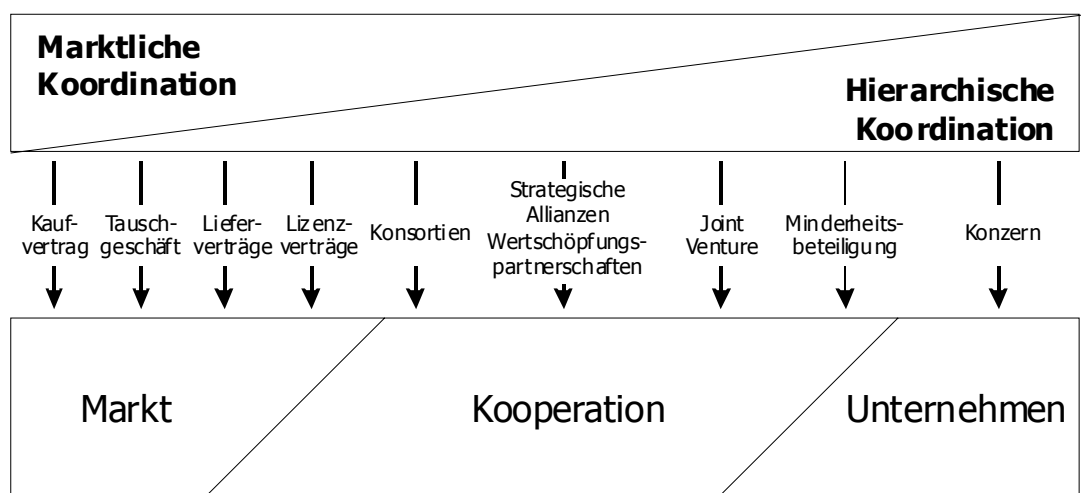 Marktliche
Koordination
Hierarchische
Koordination
Kauf-
vertrag
Tausch-
geschäft
Liefer-
verträge
Lizenz-
verträge
Konsortien
Strategische
Allianzen
Wertschöpfungs-
partnerschaften
Joint
Venture
Minderheits-
beteiligung
Konzern
Markt
Kooperation
Unternehmen